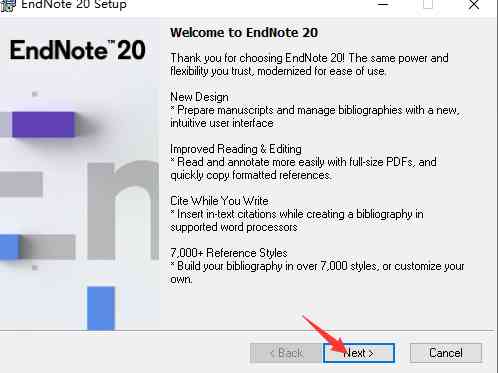 EndNote 20 Setup
EndNote™ 20
Welcome to EndNote 20
Thank you for choosing EndNote 20! The same power and
flexibility you trust, modernized for ease of use.
New Design
* Prepare manuscripts and manage bibliographies with a new,
intuitive user interface
Improved Reading & Editing
* Read and annotate more easily with full-size PDFs, and
quickly copy formatted references.
Cite While You Write
* Insert in-text citations while creating a bibliography in
supported word processors
7,000+ Reference Styles
* Build your bibliography in over 7,000 styles, or customize your
own.
< Back
Next >
Cancel